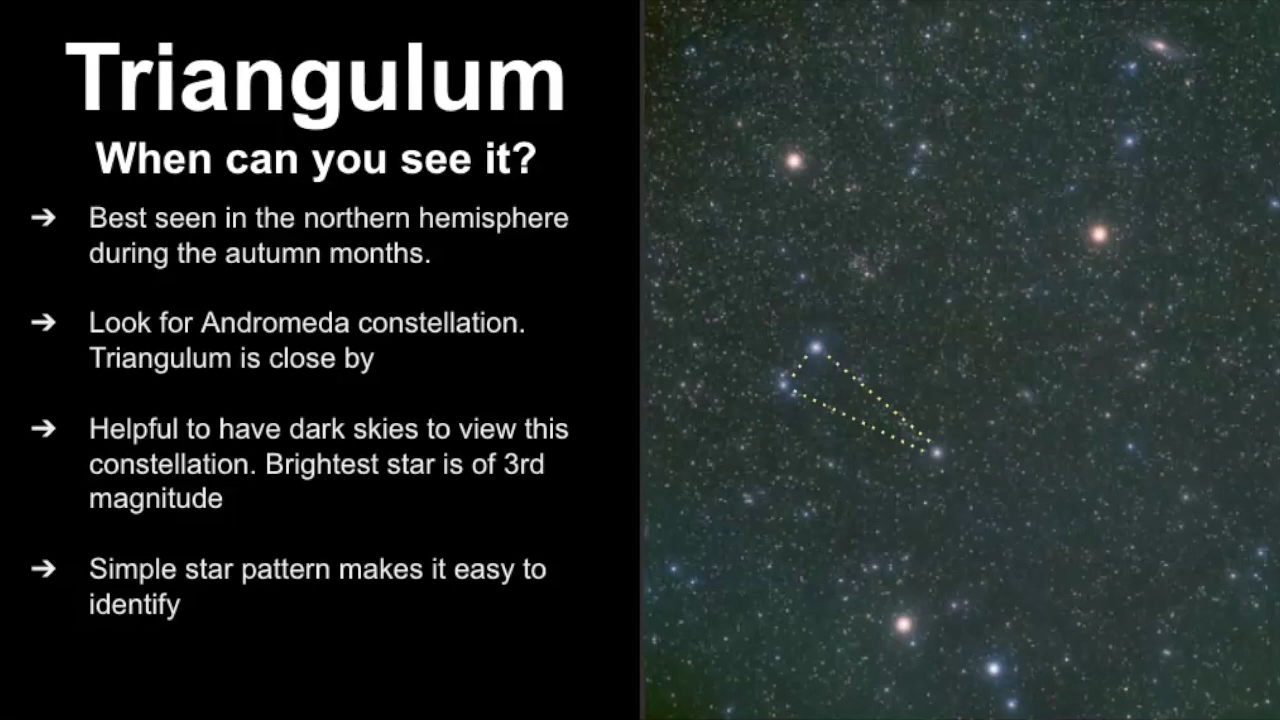 Triangulum
When can you see it?
➔ Best seen in the northern hemisphere
during the autumn months.
➔ Look for Andromeda constellation.
Triangulum is close by
➔ Helpful to have dark skies to view this
constellation. Brightest star is of 3rd
magnitude
➔ Simple star pattern makes it easy to
identify